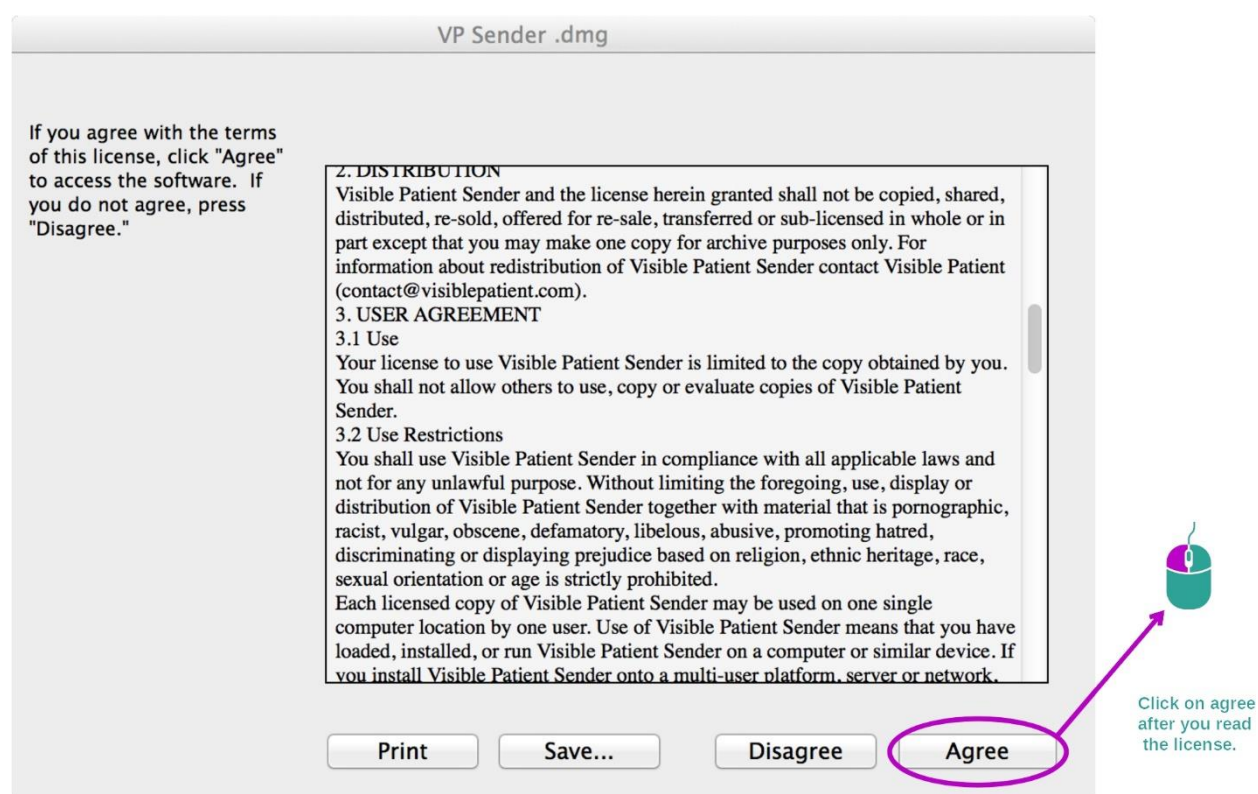 VP Sender .dmg
If you agree with the terms
of this license, click "Agree"
to access the software.  If
you do not agree, press
"Disagree."
2. DISTRIBUTION
Visible Patient Sender and the license herein granted shall not be copied, shared,
distributed, re-sold, offered for re-sale, transferred or sub-licensed in whole or in
part except that you may make one copy for archive purposes only. For
information about redistribution of Visible Patient Sender contact Visible Patient
(contact@visiblepatient.com).
3. USER AGREEMENT
3.1 Use
Your license to use Visible Patient Sender is limited to the copy obtained by you.
You shall not allow others to use, copy or evaluate copies of Visible Patient
Sender.
3.2 Use Restrictions
You shall use Visible Patient Sender in compliance with all applicable laws and
not for any unlawful purpose. Without limiting the foregoing, use, display or
distribution of Visible Patient Sender together with material that is pornographic,
racist, vulgar, obscene, defamatory, libelous, abusive, promoting hatred,
discriminating or displaying prejudice based on religion, ethnic heritage, race,
sexual orientation or age is strictly prohibited.
Each licensed copy of Visible Patient Sender may be used on one single
computer location by one user. Use of Visible Patient Sender means that you have
loaded, installed, or run Visible Patient Sender on a computer or similar device. If
you install Visible Patient Sender onto a multi-user platform, server or network,
Print Save... Disagree Agree
Click on agree
after you read
the license.